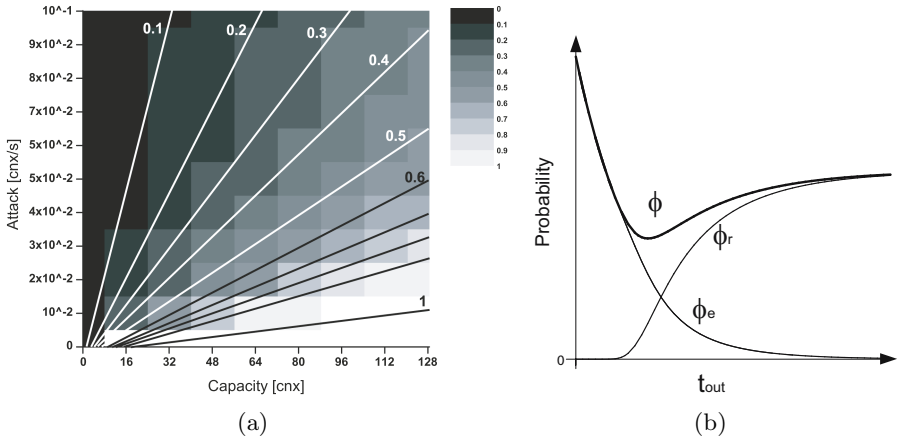 10^-1
9x10^-2
8x10^-2
7x10^-2
5x10^-2
5x10^-2
4x10^-2
3x10^-2
2x10^-2
10^-2
0
Attack [cnx/s]
0.1
0.2
0.3
0.4
0.5
0.6
1
0 16 32 48 64 80 96 112 128
Capacity [cnx]
0
0.1
0.2
0.3
0.4
0.5
0.6
0.7
0.8
0.9
1
(a)
Probability
ϕ
ϕr
ϕe
0
tout
(b)